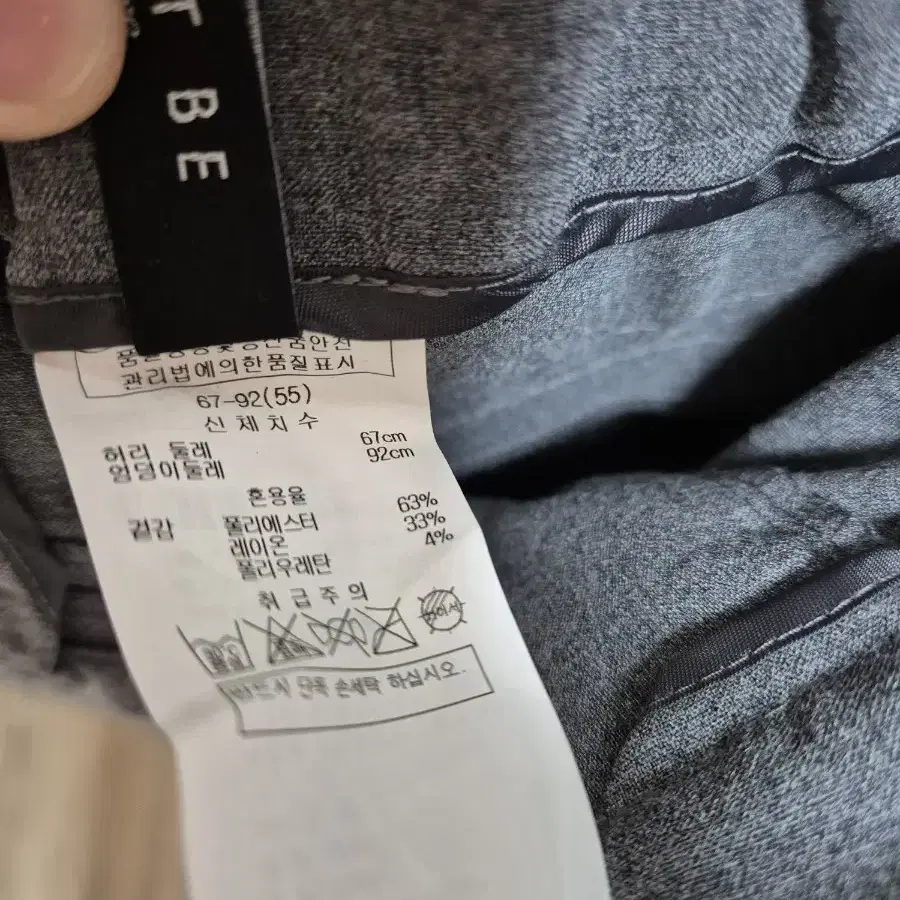 T BE
관리법에의한품질표시
67-92(55)
신체치수
허리 둘레 67cm
엉덩이둘레 92cm
혼용율
겉감 폴리에스터 63%
레이온 33%
폴리우레탄 4%
취급주의
반드시 단독 손세탁 하십시오.